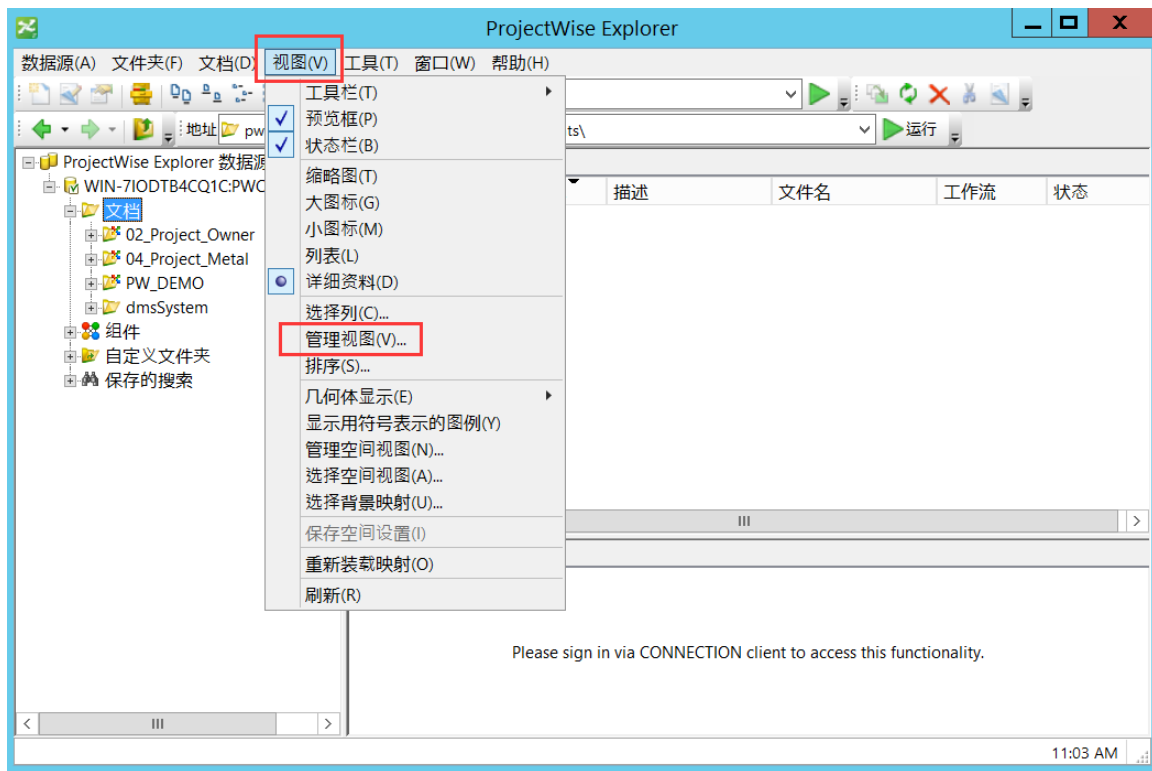 ProjectWise Explorer
数据源(A) 文件夹(F) 文档(D) 视图(V) 工具(T) 窗口(W) 帮助(H)
地址 pw ts\ 运行
ProjectWise Explorer 数据源
WIN-7IODTB4CQ1C:PWC
文档
02_Project_Owner
04_Project_Metal
PW_DEMO
dmsSystem
组件
自定义文件夹
保存的搜索
工具栏(T)
预览框(P)
状态栏(B)
缩略图(T)
大图标(G)
小图标(M)
列表(L)
详细资料(D)
选择列(C)...
管理视图(V)...
排序(S)...
几何体显示(E)
显示用符号表示的图例(Y)
管理空间视图(N)...
选择空间视图(A)...
选择背景映射(U)...
保存空间设置(I)
重新装载映射(O)
刷新(R)
描述 文件名 工作流 状态
Please sign in via CONNECTION client to access this functionality.
11:03 AM